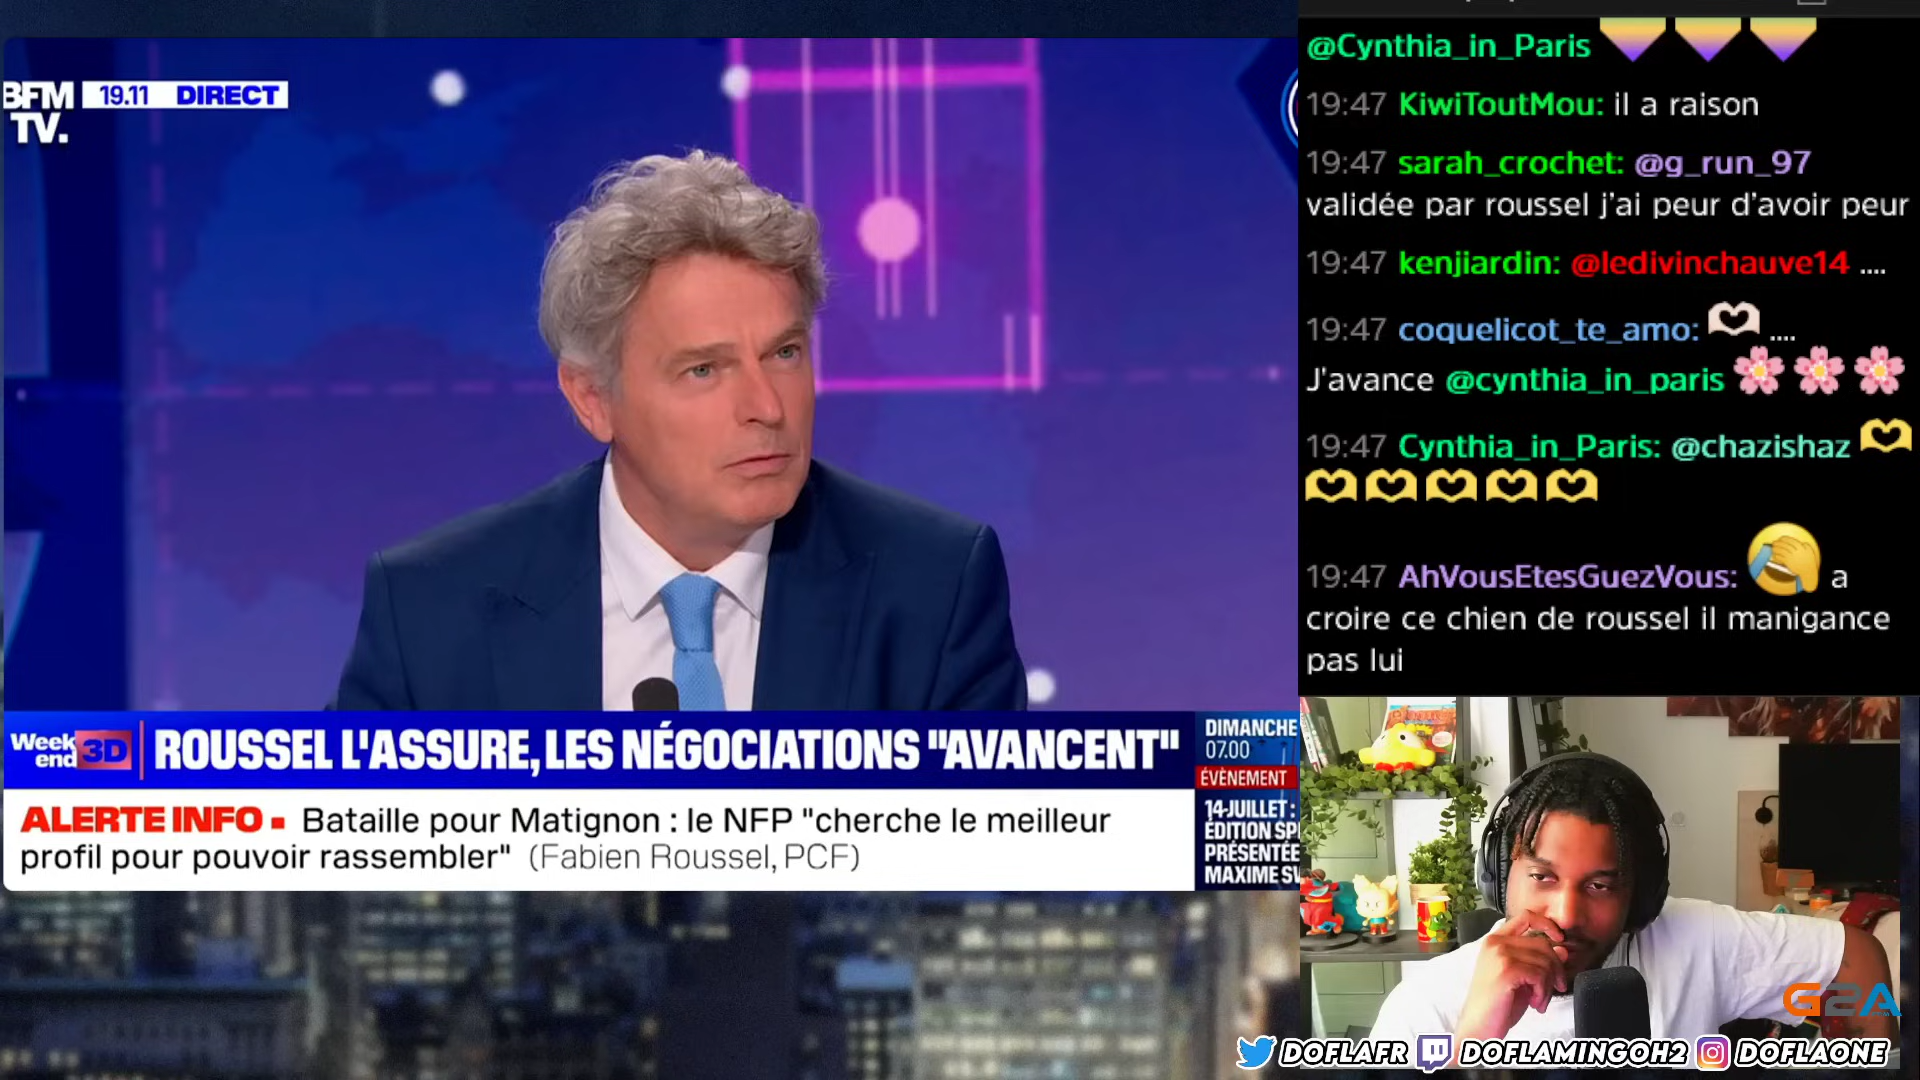 BFM
TV.
19.11 DIRECT
Week
end 3D
ROUSSEL L'ASSURE, LES NÉGOCIATIONS "AVANCENT"
ALERTE INFO ▪ Bataille pour Matignon : le NFP "cherche le meilleur
profil pour pouvoir rassembler" (Fabien Roussel, PCF)
DIMANCHE
07.00
ÉVÈNEMENT
14-JUILLET :
ÉDITION
PRÉSENTÉE
MAXIME
@Cynthia_in_Paris
19:47 KiwiToutMou: il a raison
19:47 sarah_crochet: @g_run_97
validée par roussel j'ai peur d'avoir peur
19:47 kenjiardin: @ledivinchauve14 ....
19:47 coquelicot_te_amo: ....
J'avance @cynthia_in_paris
19:47 Cynthia_in_Paris: @chazishaz
19:47 AhVousEtesGuezVous: a
croire ce chien de roussel il manigance
pas lui
G2A
DOFLAFR DOFLAMINGOH2 DOFLAONE